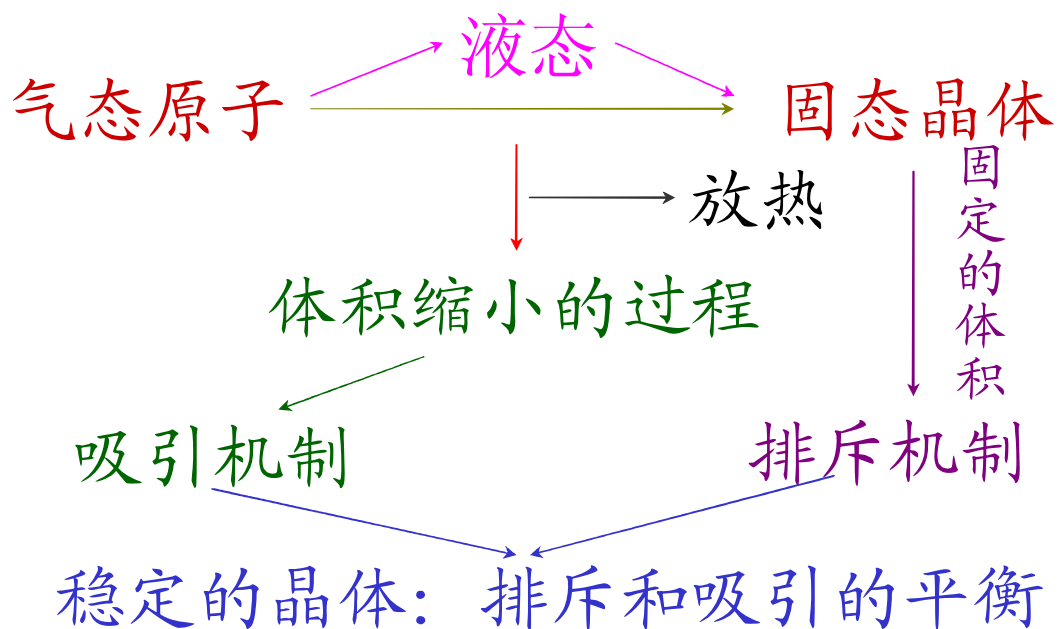 液态
气态原子
固态晶体
固定的体积
放热
体积缩小的过程
吸引机制
排斥机制
稳定的晶体：排斥和吸引的平衡